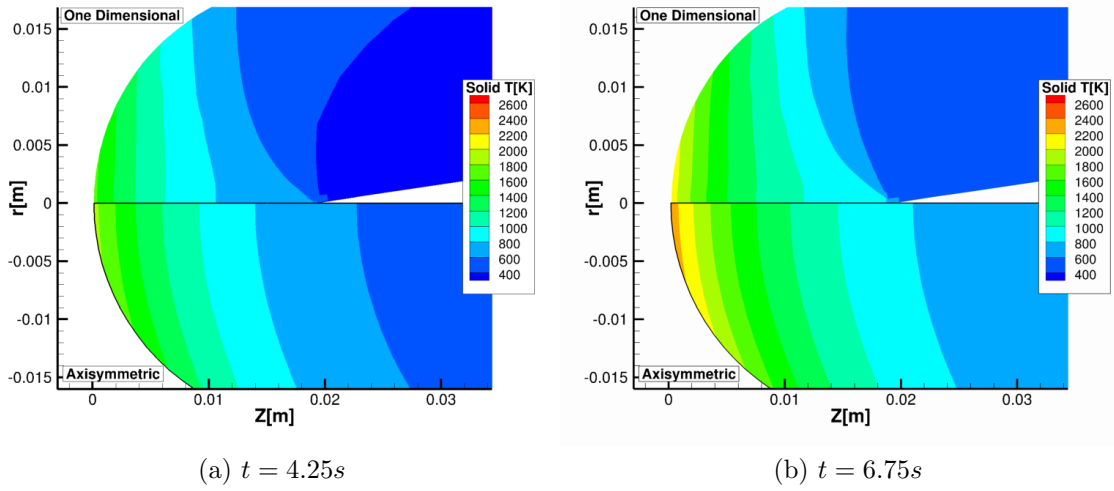 One Dimensional
0.015
0.01
0.005
0
-0.005
-0.01
-0.015
r[m]
Solid T[K]
2600
2400
2200
2000
1800
1600
1400
1200
1000
800
600
400
Axisymmetric
0 0.01 0.02 0.03
Z[m]
(a) t = 4.25s
One Dimensional
0.015
0.01
0.005
0
-0.005
-0.01
-0.015
r[m]
Solid T[K]
2600
2400
2200
2000
1800
1600
1400
1200
1000
800
600
400
Axisymmetric
0 0.01 0.02 0.03
Z[m]
(b) t = 6.75s